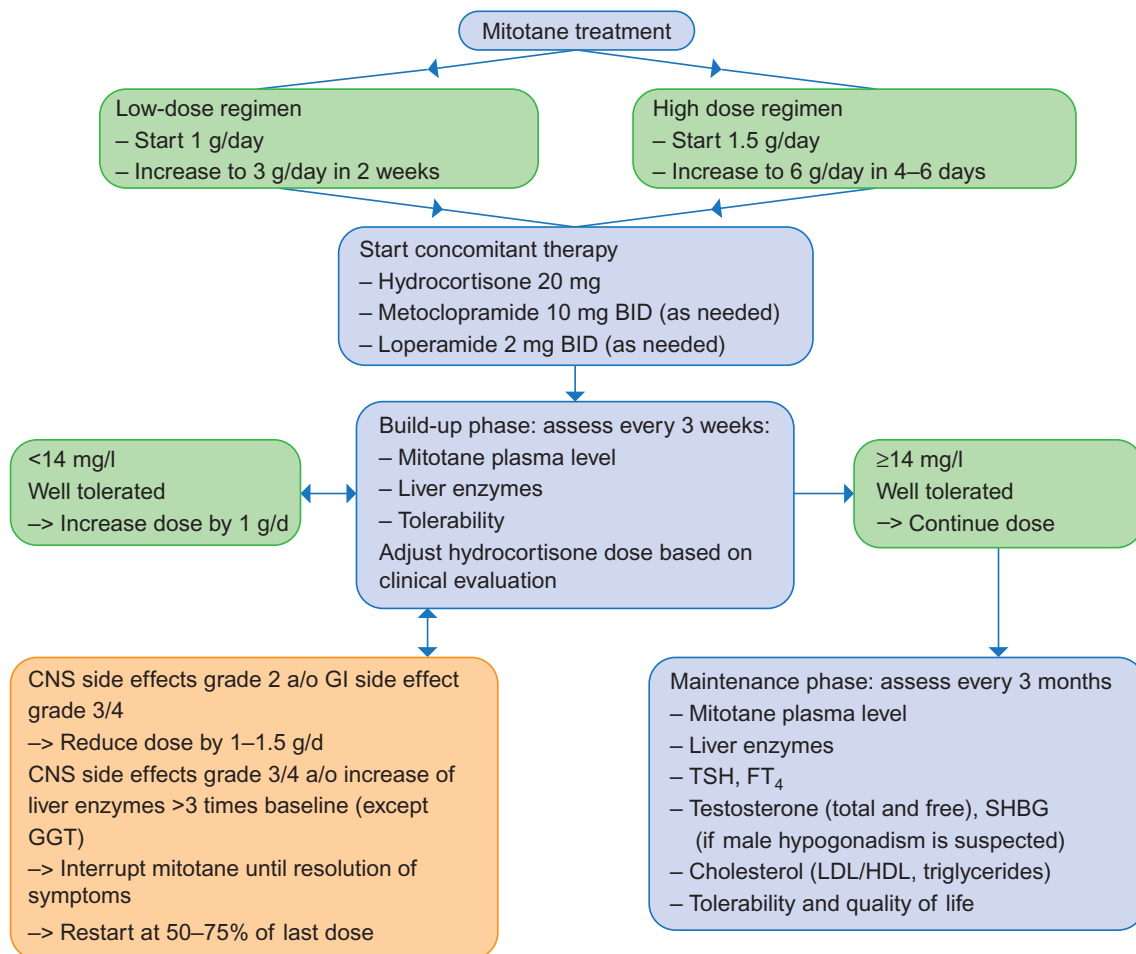 Mitotane treatment
Low-dose regimen
– Start 1 g/day
– Increase to 3 g/day in 2 weeks
High dose regimen
– Start 1.5 g/day
– Increase to 6 g/day in 4–6 days
Start concomitant therapy
– Hydrocortisone 20 mg
– Metoclopramide 10 mg BID (as needed)
– Loperamide 2 mg BID (as needed)
<14 mg/l
Well tolerated
–> Increase dose by 1 g/d
Build-up phase: assess every 3 weeks:
– Mitotane plasma level
– Liver enzymes
– Tolerability
Adjust hydrocortisone dose based on
clinical evaluation
≥14 mg/l
Well tolerated
–> Continue dose
CNS side effects grade 2 a/o GI side effect
grade 3/4
–> Reduce dose by 1–1.5 g/d
CNS side effects grade 3/4 a/o increase of
liver enzymes >3 times baseline (except
GGT)
–> Interrupt mitotane until resolution of
symptoms
–> Restart at 50–75% of last dose
Maintenance phase: assess every 3 months
– Mitotane plasma level
– Liver enzymes
– TSH, FT4
– Testosterone (total and free), SHBG
(if male hypogonadism is suspected)
– Cholesterol (LDL/HDL, triglycerides)
– Tolerability and quality of life